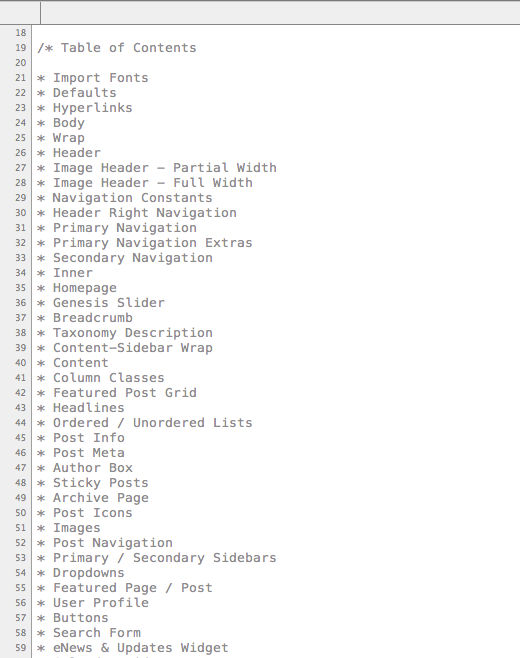 18
19 /* Table of Contents
20
21 * Import Fonts
22 * Defaults
23 * Hyperlinks
24 * Body
25 * Wrap
26 * Header
27 * Image Header – Partial Width
28 * Image Header – Full Width
29 * Navigation Constants
30 * Header Right Navigation
31 * Primary Navigation
32 * Primary Navigation Extras
33 * Secondary Navigation
34 * Inner
35 * Homepage
36 * Genesis Slider
37 * Breadcrumb
38 * Taxonomy Description
39 * Content–Sidebar Wrap
40 * Content
41 * Column Classes
42 * Featured Post Grid
43 * Headlines
44 * Ordered / Unordered Lists
45 * Post Info
46 * Post Meta
47 * Author Box
48 * Sticky Posts
49 * Archive Page
50 * Post Icons
51 * Images
52 * Post Navigation
53 * Primary / Secondary Sidebars
54 * Dropdowns
55 * Featured Page / Post
56 * User Profile
57 * Buttons
58 * Search Form
59 * eNews & Updates Widget